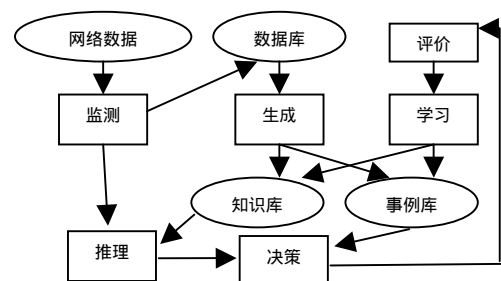 网络数据
数据库
评价
监测
生成
学习
知识库
事例库
推理
决策